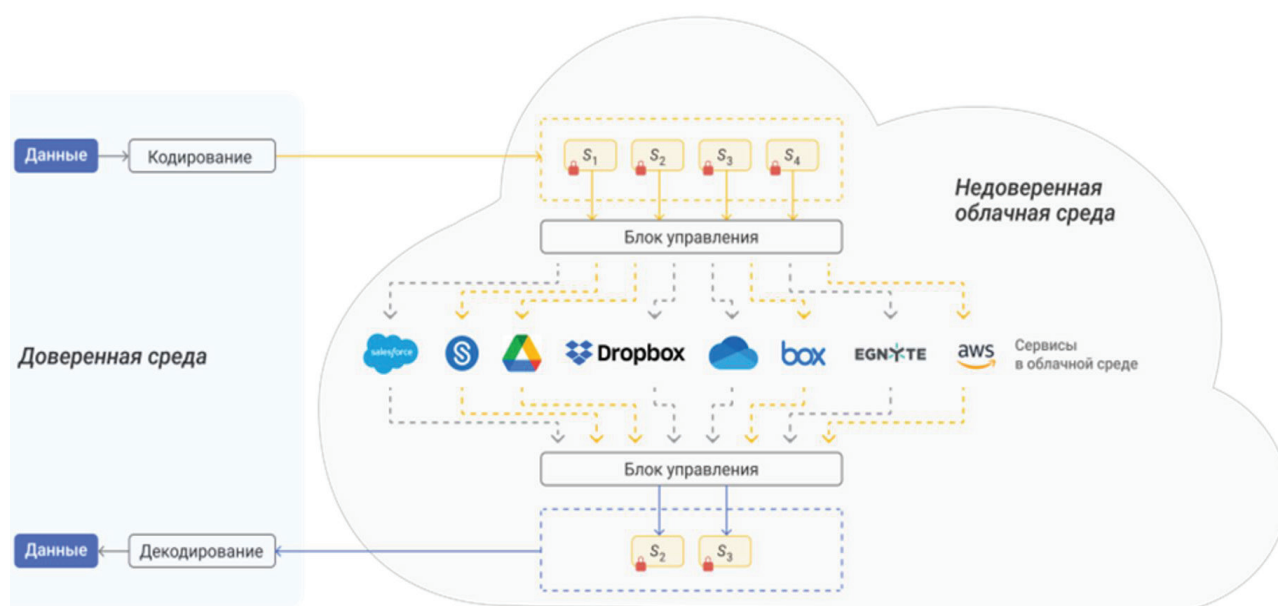 Данные
Кодирование
S1
S2
S3
S4
Недоверенная
облачная среда
Блок управления
Доверенная среда
salesforce
S
Dropbox
box
EGNYTE
aws
Сервисы
в облачной среде
Блок управления
Данные
Декодирование
S2
S3